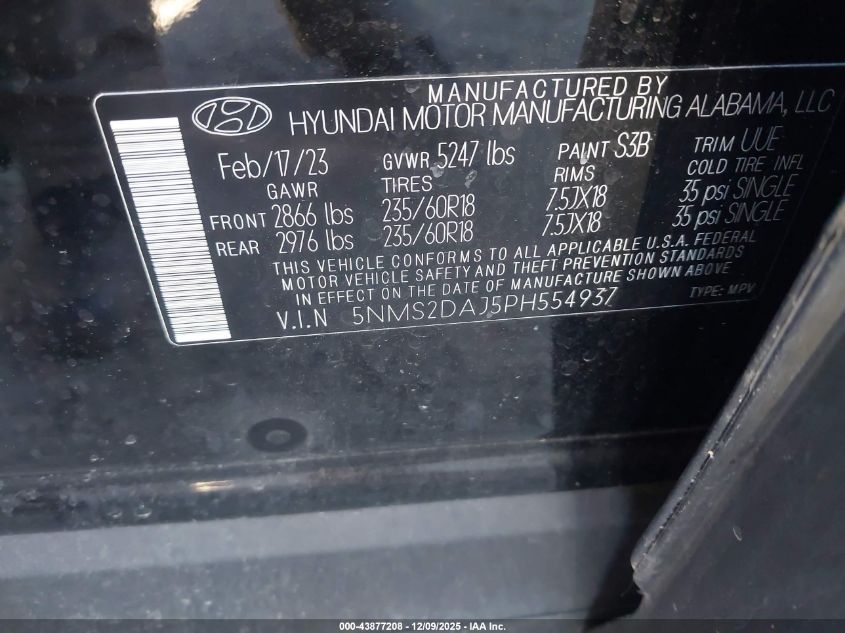 MANUFACTURED BY
HYUNDAI MOTOR MANUFACTURING ALABAMA, LLC
Feb/17/23 GVWR 5247 lbs PAINT S3B TRIM UUE
GAWR TIRES RIMS COLD TIRE INFL
FRONT 2866 lbs 235/60R18 7.5JX18 35 psi SINGLE
REAR 2976 lbs 235/60R18 7.5JX18 35 psi SINGLE
THIS VEHICLE CONFORMS TO ALL APPLICABLE U.S.A. FEDERAL
MOTOR VEHICLE SAFETY AND THEFT PREVENTION STANDARDS
IN EFFECT ON THE DATE OF MANUFACTURE SHOWN ABOVE
V.I.N 5NMS2DAJ5PH554937 TYPE: MPV
000-43877208 - 12/09/2025 - IAA Inc.